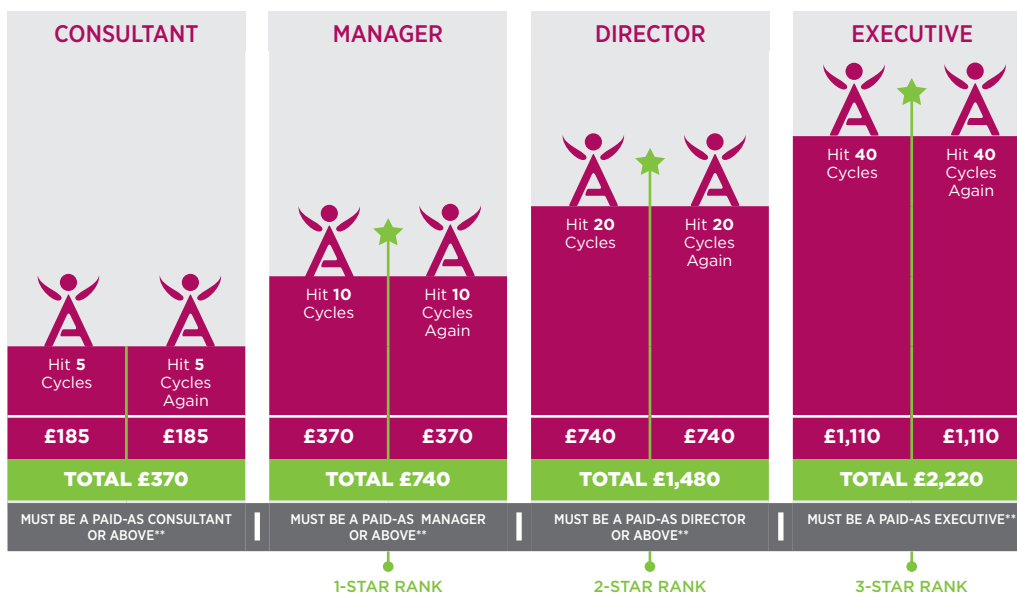 CONSULTANT
Hit 5
Cycles
Hit 5
Cycles
Again
£185
£185
TOTAL £370
MUST BE A PAID-AS CONSULTANT
OR ABOVE**
MANAGER
Hit 10
Cycles
Hit 10
Cycles
Again
£370
£370
TOTAL £740
MUST BE A PAID-AS MANAGER
OR ABOVE**
1-STAR RANK
DIRECTOR
Hit 20
Cycles
Hit 20
Cycles
Again
£740
£740
TOTAL £1,480
MUST BE A PAID-AS DIRECTOR
OR ABOVE**
2-STAR RANK
EXECUTIVE
Hit 40
Cycles
Hit 40
Cycles
Again
£1,110
£1,110
TOTAL £2,220
MUST BE A PAID-AS EXECUTIVE**
3-STAR RANK